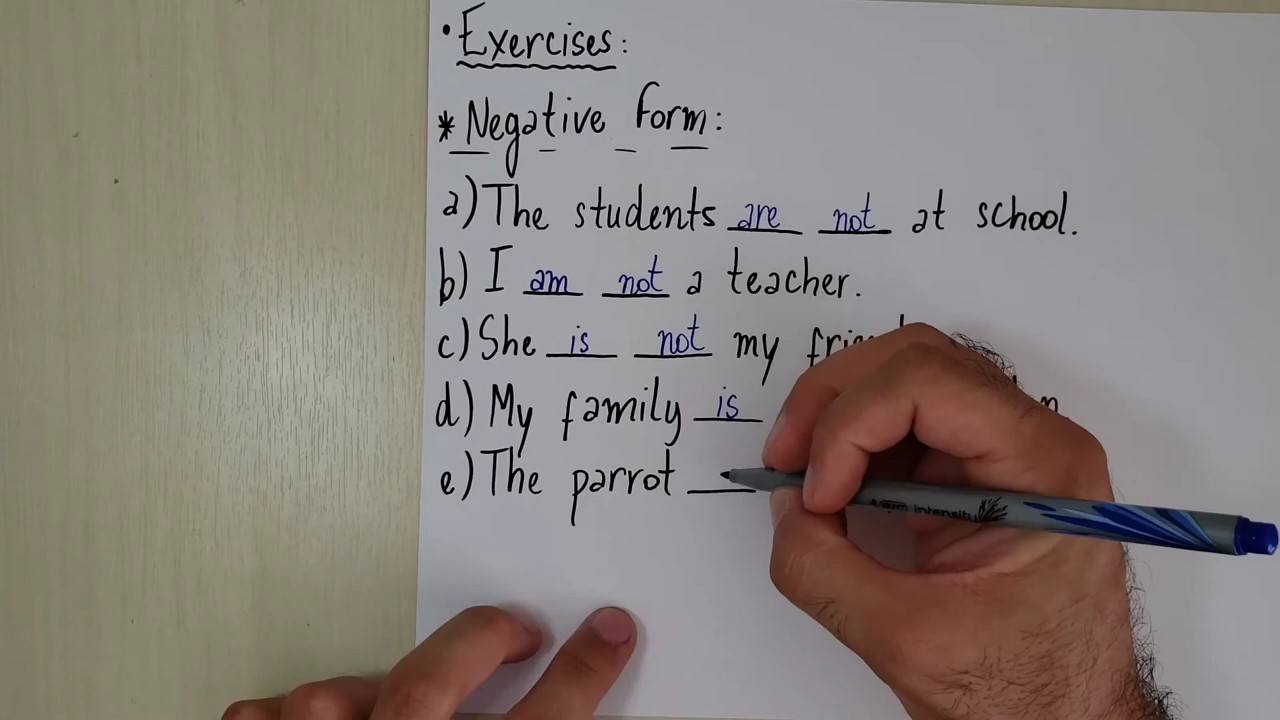 • Exercises:
* Negative form:
a) The students are not at school.
b) I am not a teacher.
c) She is not my
d) My family is
e) The parrot
intensity